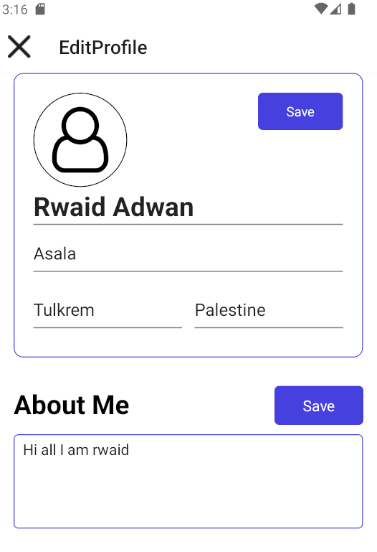 3:16
EditProfile
Save
Rwaid Adwan
Asala
Tulkrem Palestine
About Me Save
Hi all I am rwaid